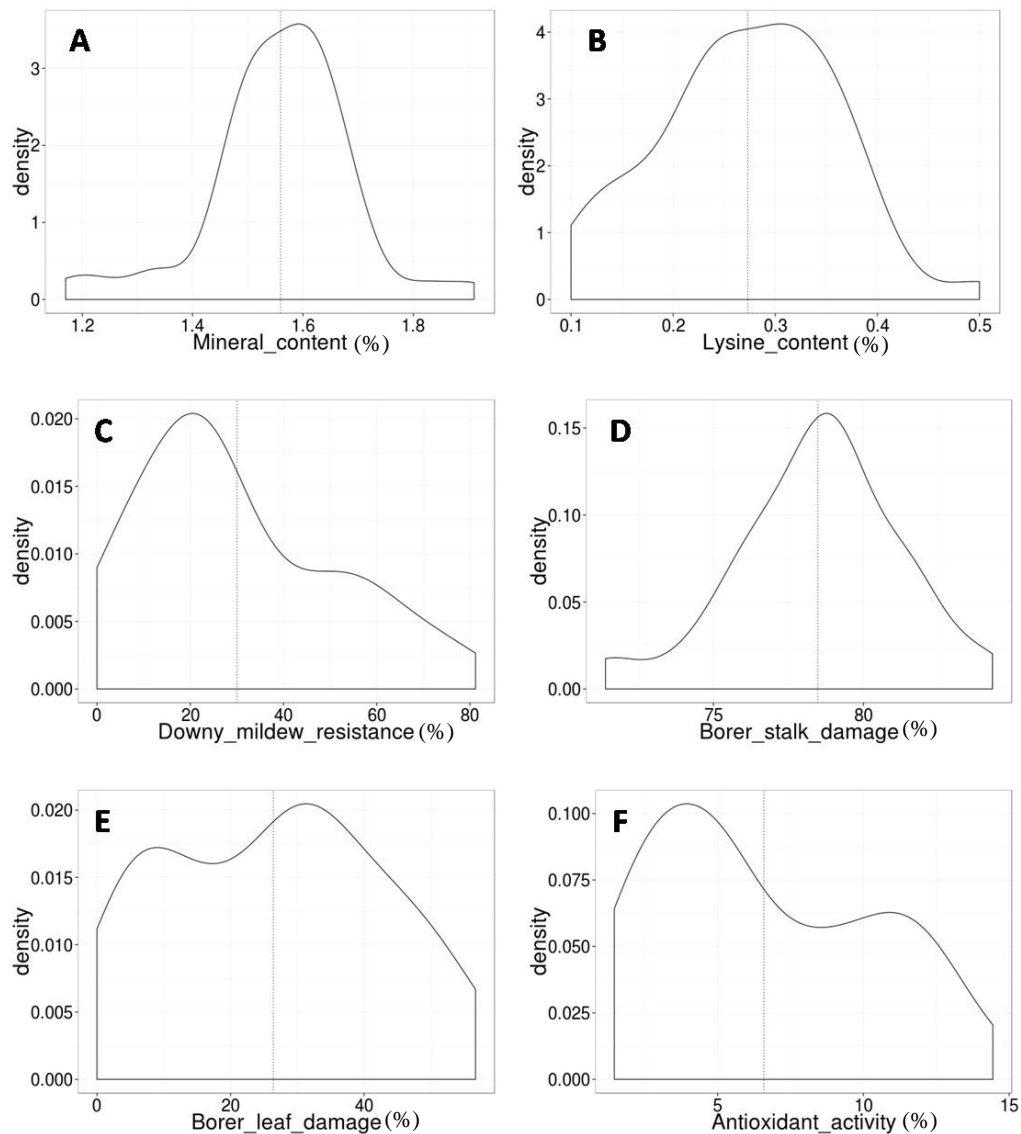 A
density
3
2
1
0
1.2 1.4 1.6 1.8
Mineral_content (%)
B
density
4
3
2
1
0
0.1 0.2 0.3 0.4 0.5
Lysine_content (%)
C
density
0.020
0.015
0.010
0.005
0.000
0 20 40 60 80
Downy_mildew_resistance (%)
D
density
0.15
0.10
0.05
0.00
75 80
Borer_stalk_damage (%)
E
density
0.020
0.015
0.010
0.005
0.000
0 20 40
Borer_leaf_damage (%)
F
density
0.100
0.075
0.050
0.025
0.000
5 10 15
Antioxidant_activity (%)